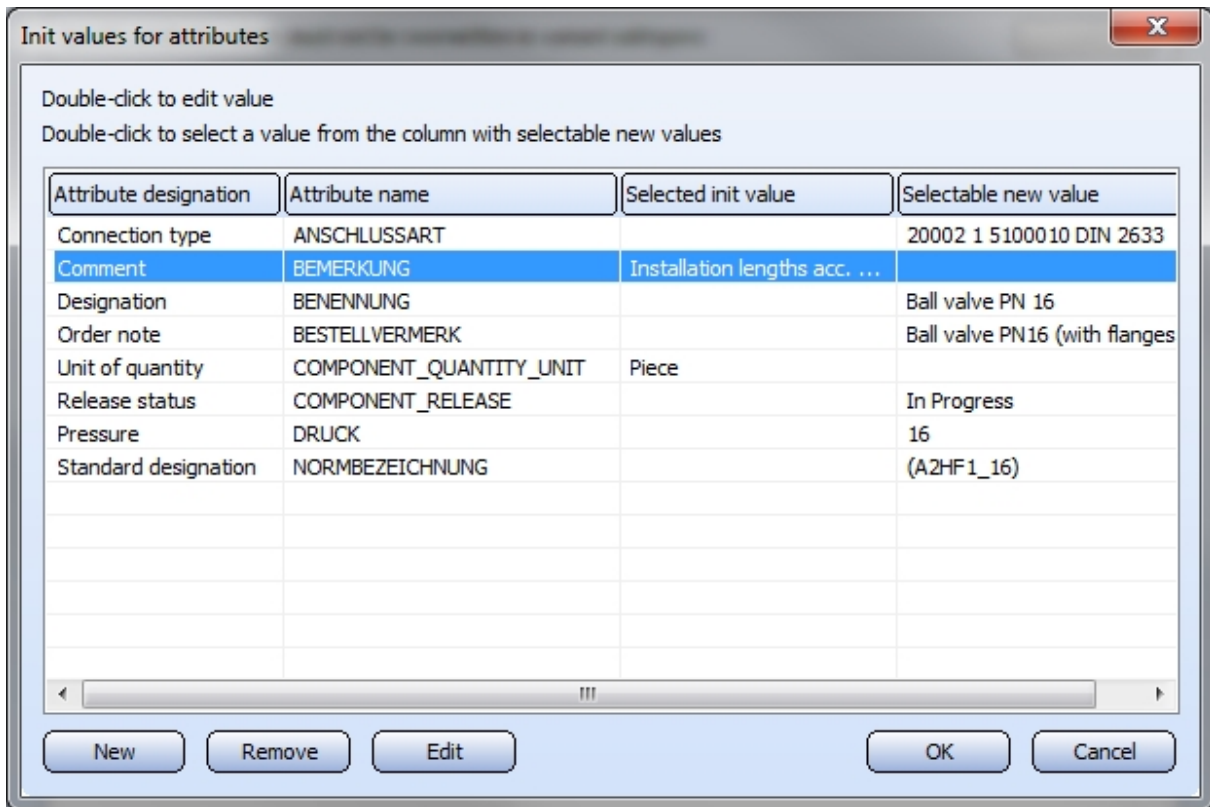 Init values for attributes
Double-click to edit value
Double-click to select a value from the column with selectable new values
Attribute designation Attribute name Selected init value Selectable new value
Connection type ANSCHLUSSART 20002 1 5100010 DIN 2633
Comment BEMERKUNG Installation lengths acc. ...
Designation BENENNUNG Ball valve PN 16
Order note BESTELLVERMERK Ball valve PN16 (with flanges
Unit of quantity COMPONENT_QUANTITY_UNIT Piece
Release status COMPONENT_RELEASE In Progress
Pressure DRUCK 16
Standard designation NORMBEZEICHNUNG (A2HF1_16)
New Remove Edit OK Cancel